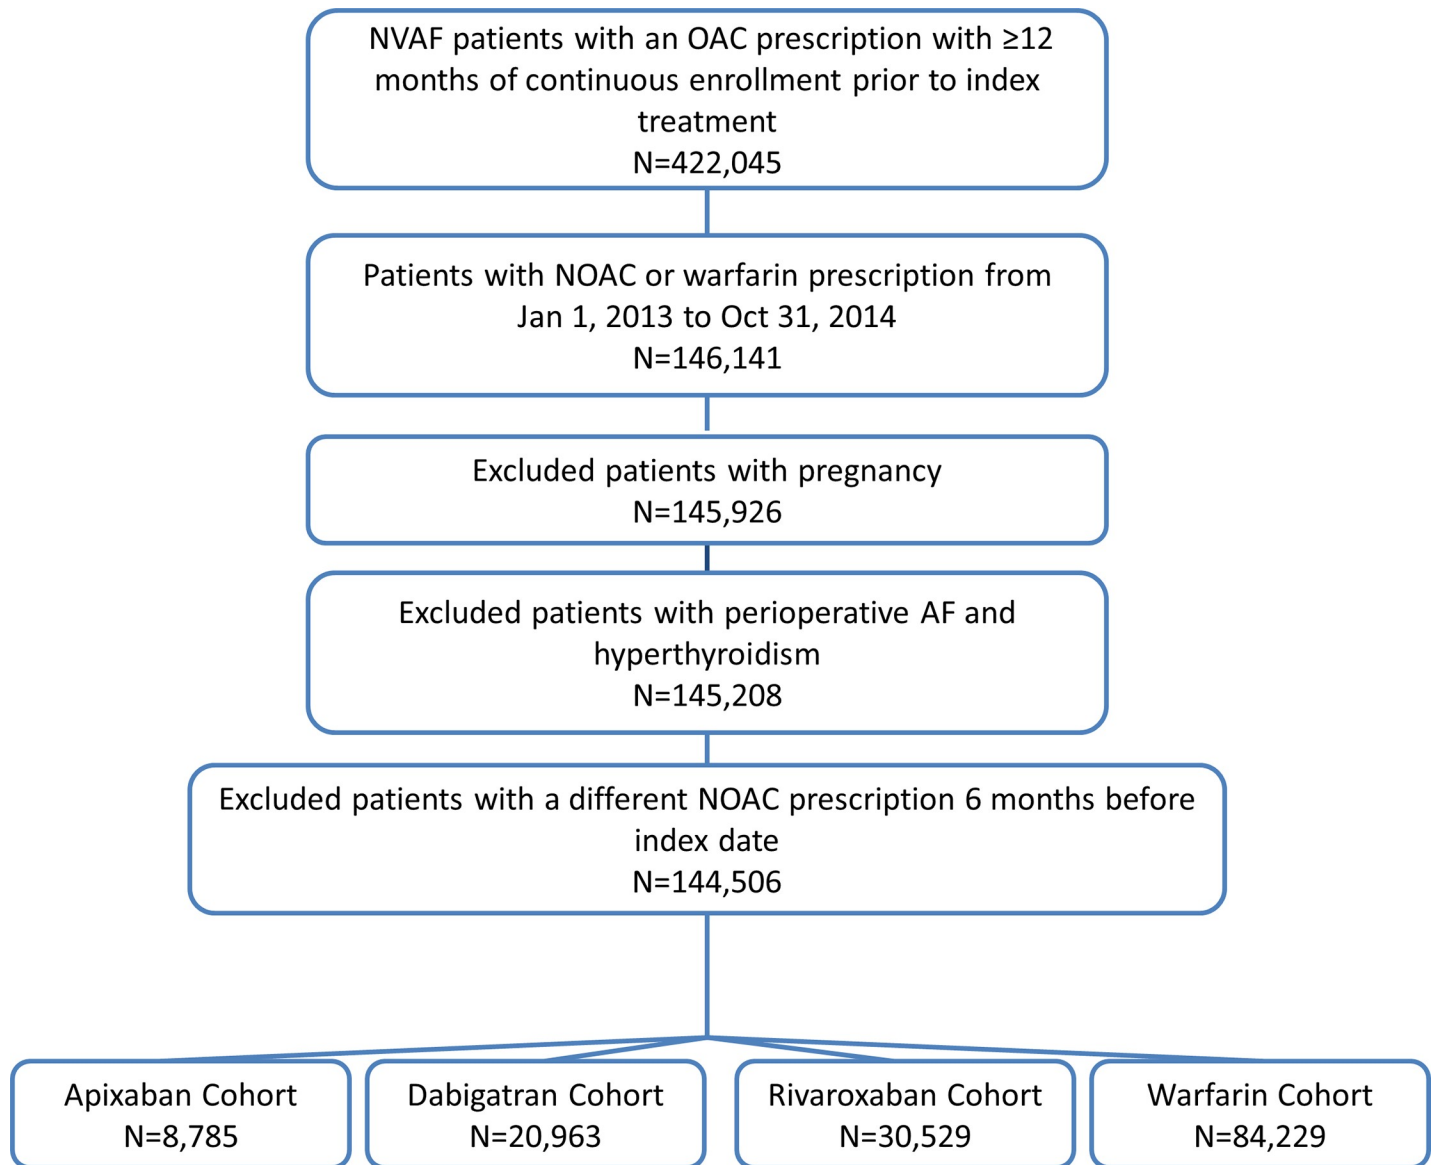 NVAF patients with an OAC prescription with ≥12
months of continuous enrollment prior to index
treatment
N=422,045
Patients with NOAC or warfarin prescription from
Jan 1, 2013 to Oct 31, 2014
N=146,141
Excluded patients with pregnancy
N=145,926
Excluded patients with perioperative AF and
hyperthyroidism
N=145,208
Excluded patients with a different NOAC prescription 6 months before
index date
N=144,506
Apixaban Cohort
N=8,785
Dabigatran Cohort
N=20,963
Rivaroxaban Cohort
N=30,529
Warfarin Cohort
N=84,229